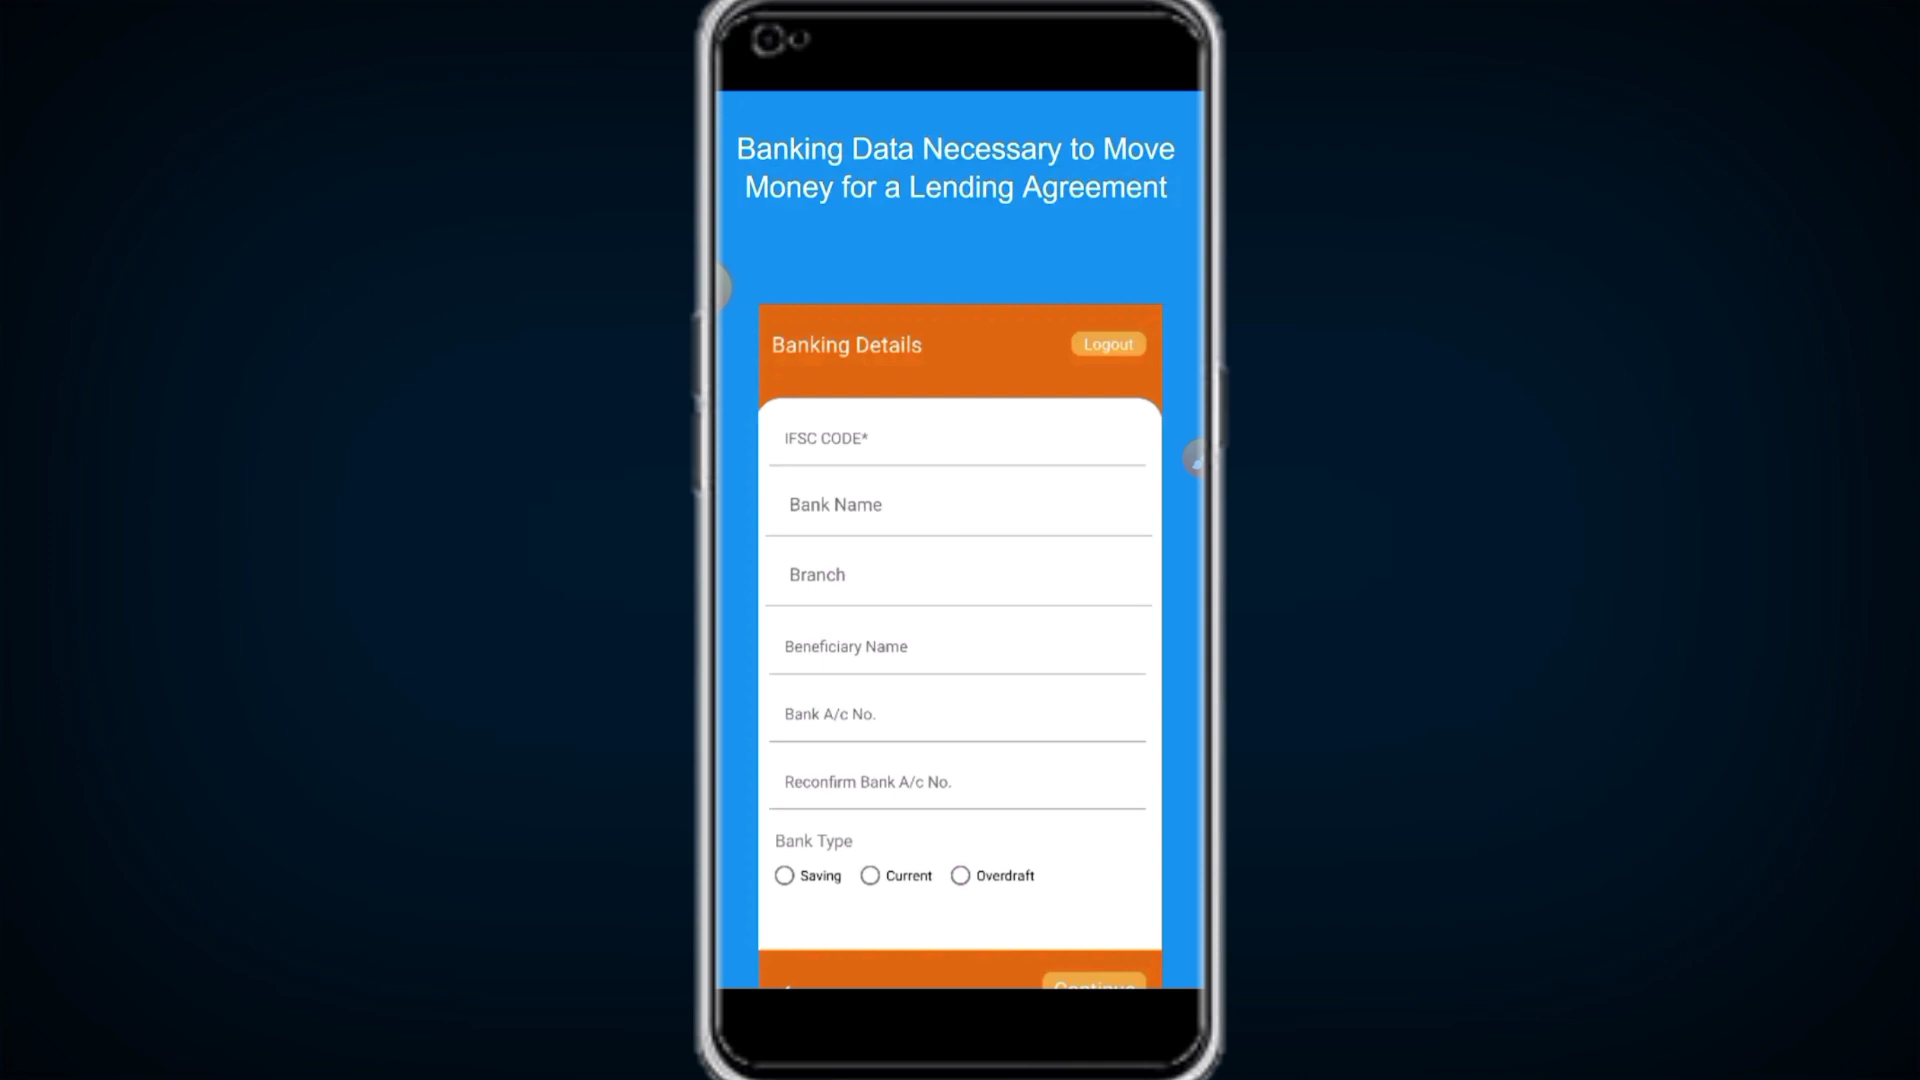 Banking Data Necessary to Move
Money for a Lending Agreement
Banking Details
Logout
IFSC CODE*
Bank Name
Branch
Beneficiary Name
Bank A/c No.
Reconfirm Bank A/c No.
Bank Type
Saving Current Overdraft
Continue